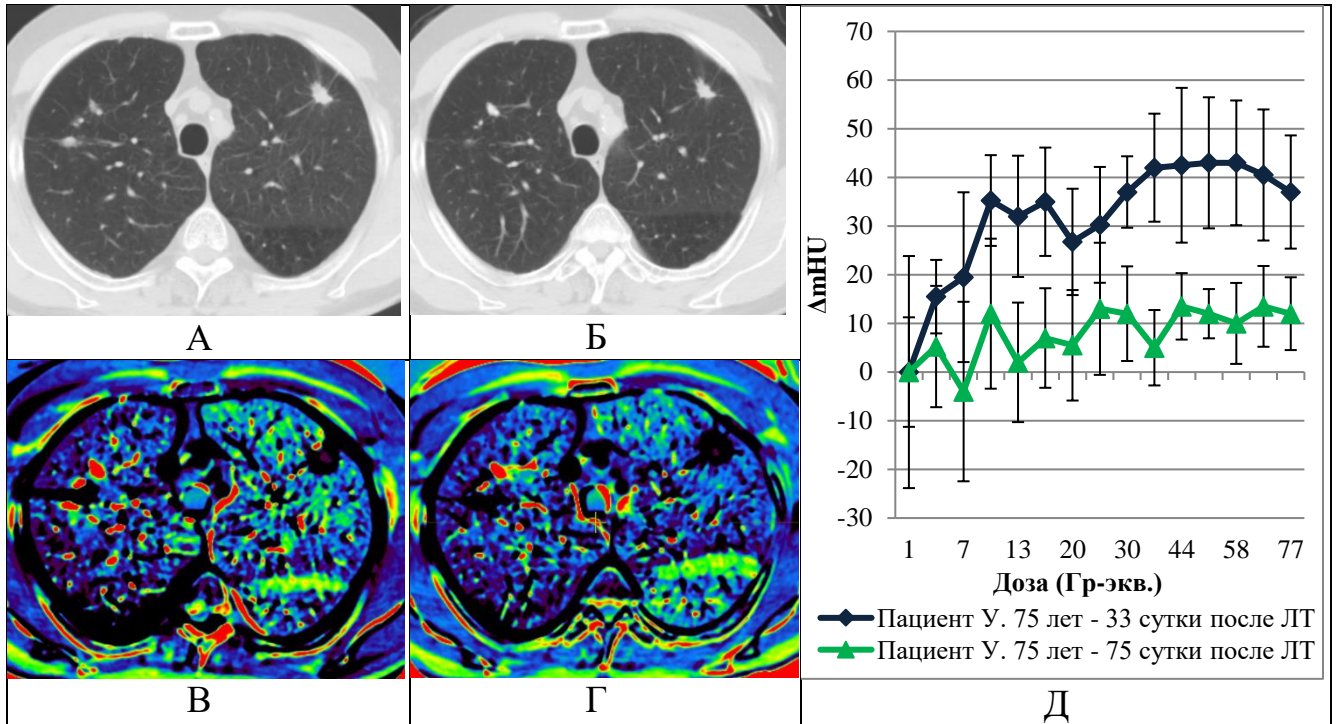 А
Б
В
Г
70
60
50
40
30
20
10
0
-10
-20
-30
ΔmHU
1 7 13 20 30 44 58 77
Доза (Гр-экв.)
Пациент У. 75 лет - 33 сутки после ЛТ
Пациент У. 75 лет - 75 сутки после ЛТ
Д